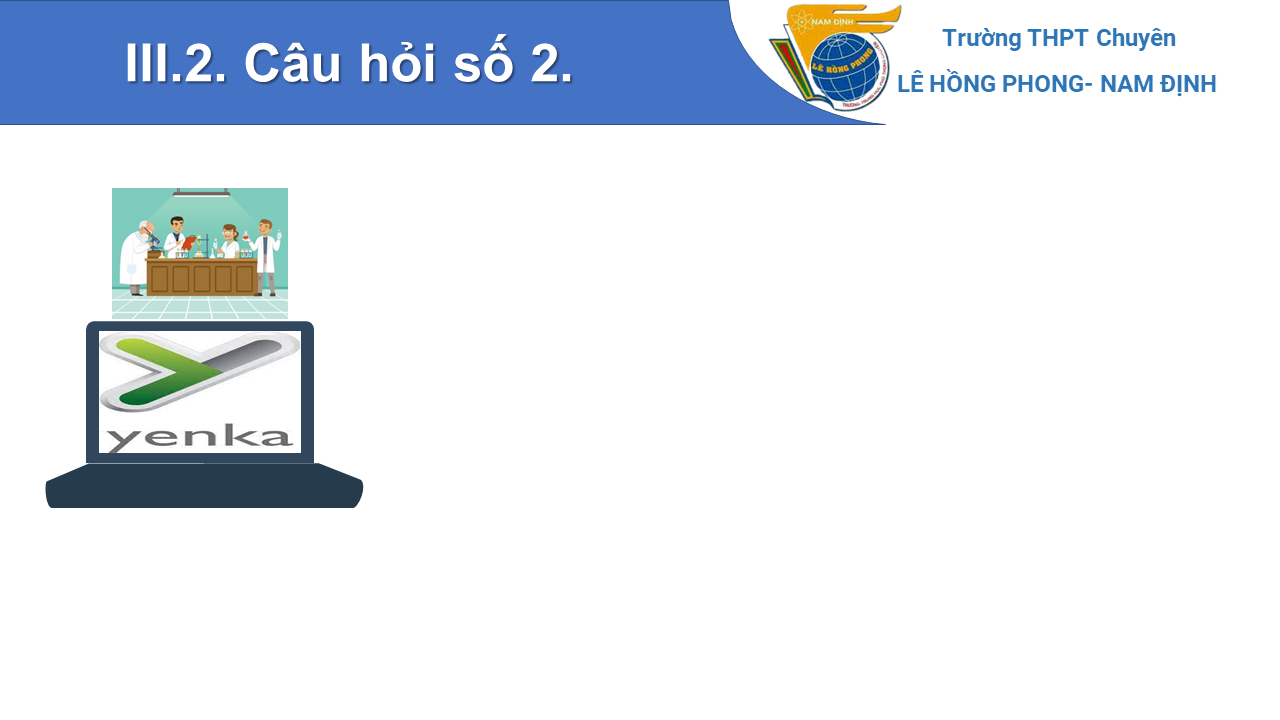 III.2. Câu hỏi số 2.
NAM ĐỊNH
LÊ HỒNG PHONG
Trường THPT Chuyên
LÊ HỒNG PHONG- NAM ĐỊNH
yenka